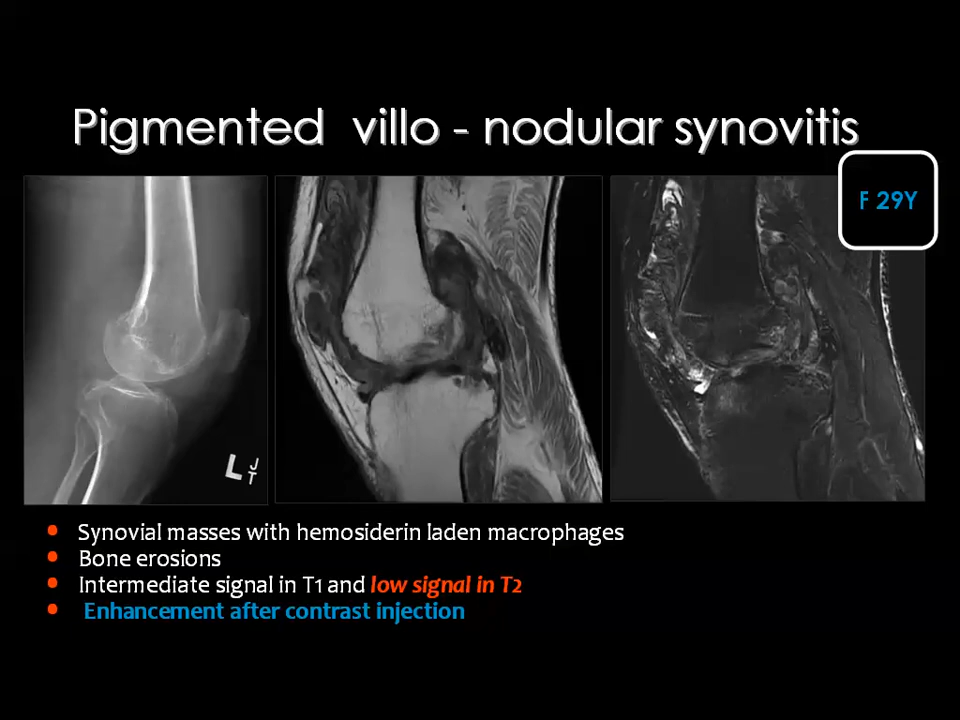 Pigmented villo - nodular synovitis
F 29Y
L J
T
• Synovial masses with hemosiderin laden macrophages
• Bone erosions
• Intermediate signal in T1 and low signal in T2
• Enhancement after contrast injection